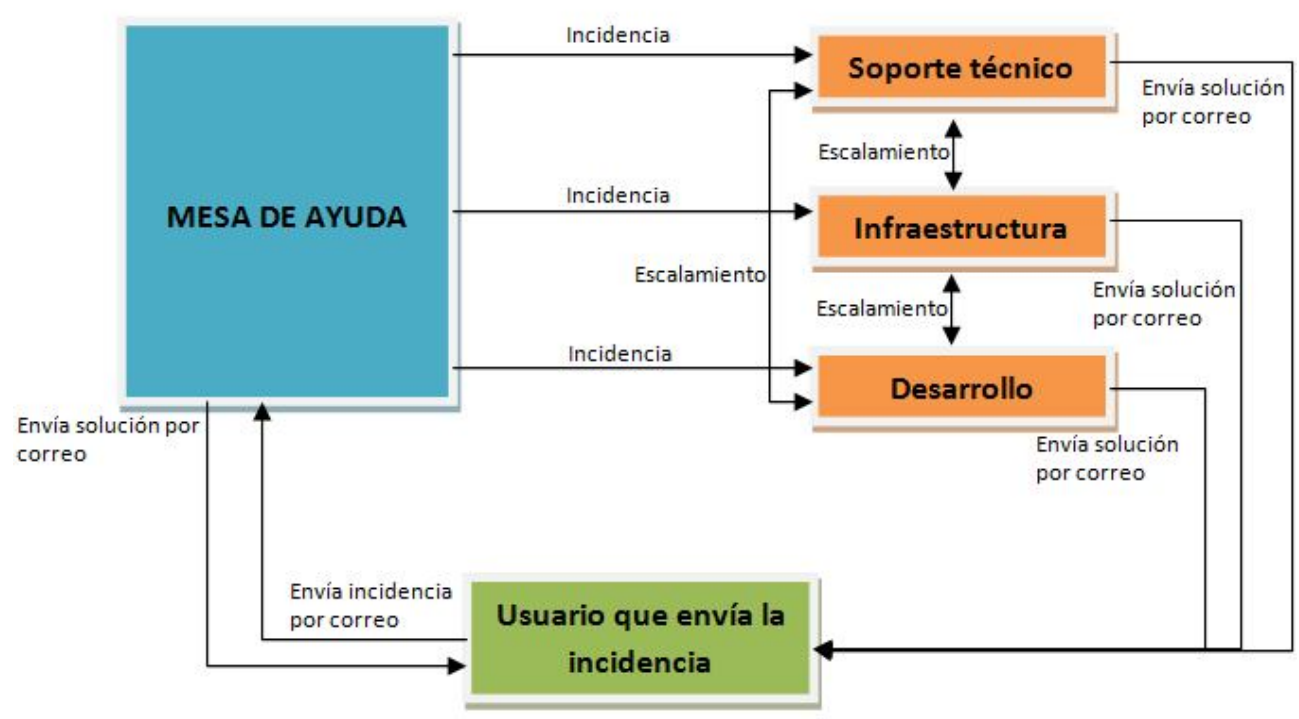 Incidencia
Soporte técnico
Envía solución
por correo
Escalamiento
MESA DE AYUDA
Incidencia
Infraestructura
Escalamiento
Envía solución
por correo
Escalamiento
Incidencia
Desarrollo
Envía solución por
correo
Envía solución
por correo
Envía incidencia
por correo
Usuario que envía la
incidencia